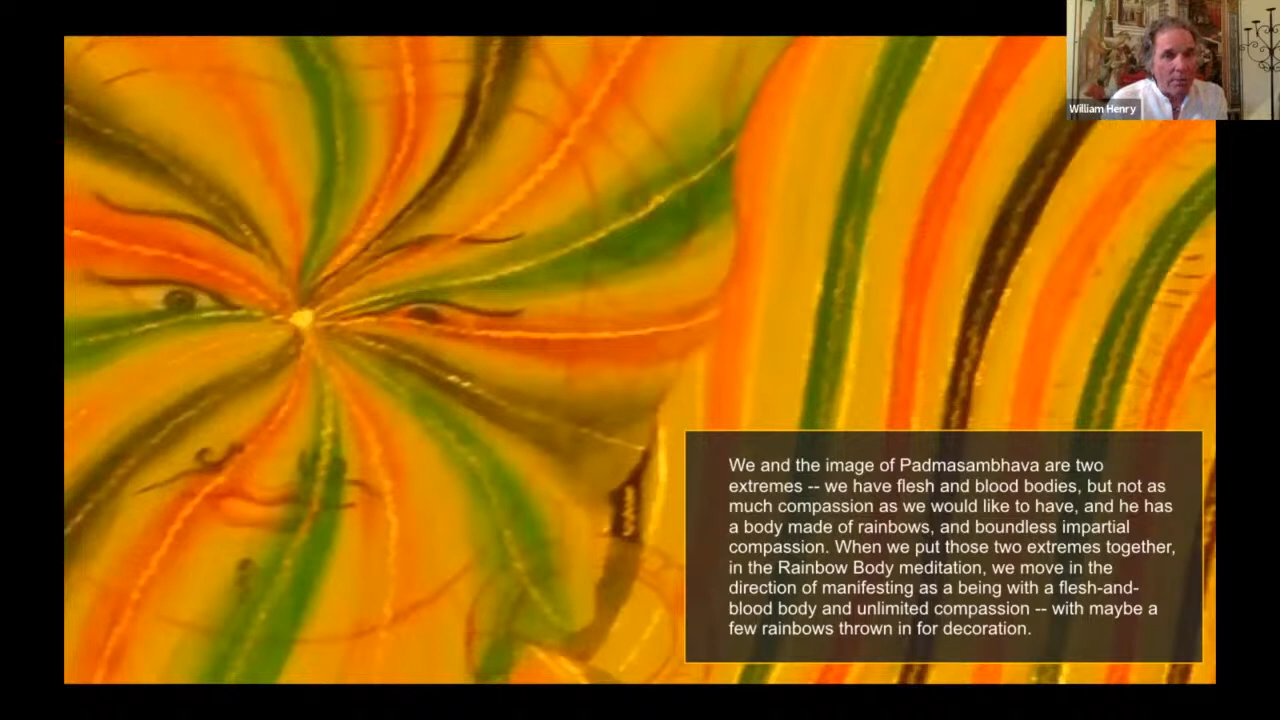 William Henry
We and the image of Padmasambhava are two
extremes -- we have flesh and blood bodies, but not as
much compassion as we would like to have, and he has
a body made of rainbows, and boundless impartial
compassion. When we put those two extremes together,
in the Rainbow Body meditation, we move in the
direction of manifesting as a being with a flesh-and-
blood body and unlimited compassion -- with maybe a
few rainbows thrown in for decoration.